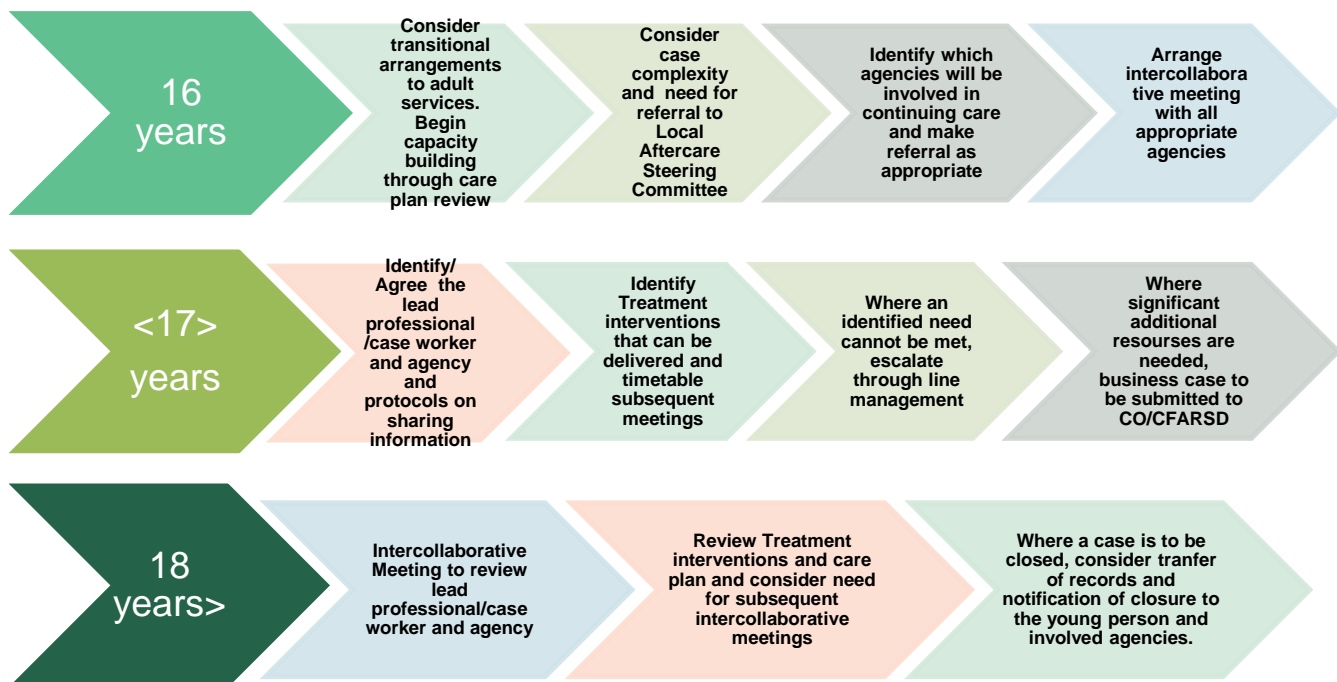 16
years
Consider
transitional
arrangements
to adult
services.
Begin
capacity
building
through care
plan review
Consider
case
complexity
and need for
referral to
Local
Aftercare
Steering
Committee
Identify which
agencies will be
involved in
continuing care
and make
referral as
appropriate
Arrange
intercollabora
tive meeting
with all
appropriate
agencies
<17>
years
Identify/
Agree the
lead
professional
/case worker
and agency
and
protocols on
sharing
information
Identify
Treatment
interventions
that can be
delivered and
timetable
subsequent
meetings
Where an
identified need
cannot be met,
escalate
through line
management
Where
significant
additional
resourses are
needed,
business case to
be submitted to
CO/CFARSD
18
years>
Intercollaborative
Meeting to review
lead
professional/case
worker and agency
Review Treatment
interventions and care
plan and consider need
for subsequent
intercollaborative
meetings
Where a case is to be
closed, consider tranfer
of records and
notification of closure to
the young person and
involved agencies.